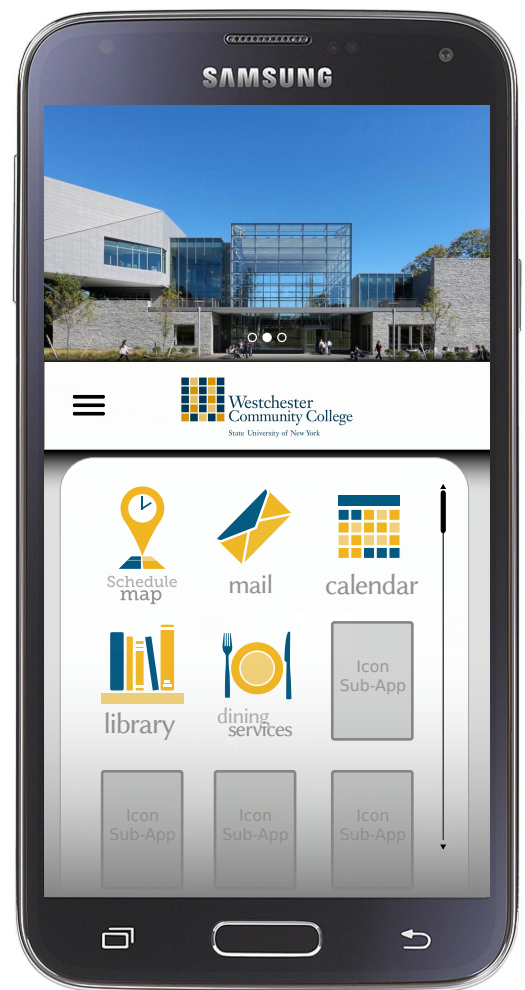 SAMSUNG
Westchester
Community College
State University of New York
Schedule
map
mail
calendar
library
dining
services
Icon
Sub-App
Icon
Sub-App
Icon
Sub-App
Icon
Sub-App